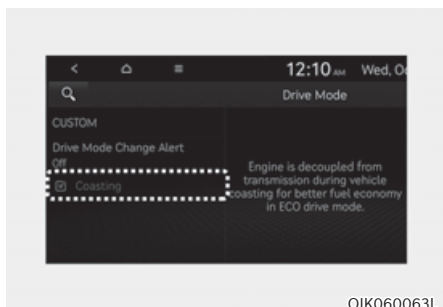 12:10 AM Wed, Oc
Drive Mode
CUSTOM
Drive Mode Change Alert
Off
Coasting
Engine is decoupled from
transmission during vehicle
coasting for better fuel economy
in ECO drive mode.
OIK060063L